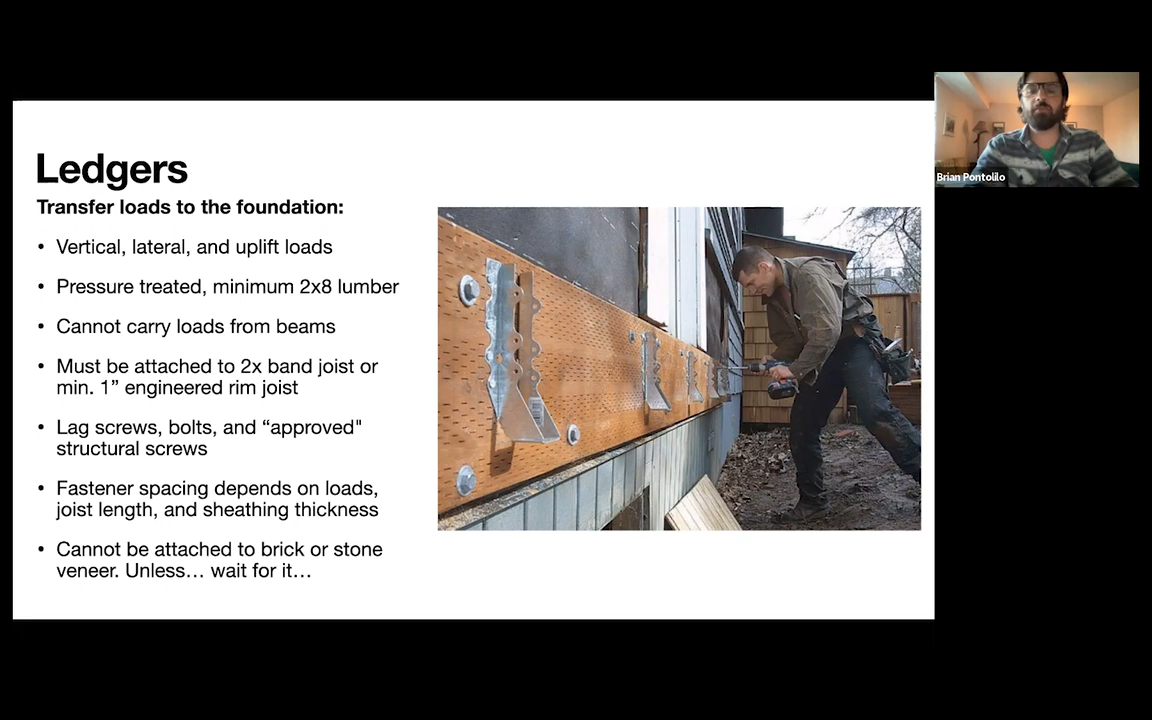 Ledgers
Transfer loads to the foundation:
• Vertical, lateral, and uplift loads
• Pressure treated, minimum 2x8 lumber
• Cannot carry loads from beams
• Must be attached to 2x band joist or
min. 1” engineered rim joist
• Lag screws, bolts, and “approved"
structural screws
• Fastener spacing depends on loads,
joist length, and sheathing thickness
• Cannot be attached to brick or stone
veneer. Unless… wait for it…
Brian Pontolilo